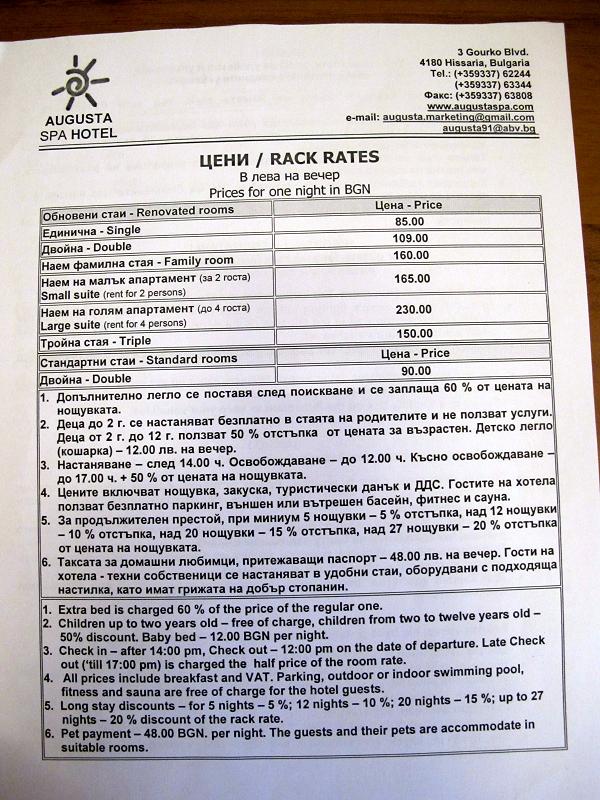 AUGUSTA
SPA HOTEL
3 Gourko Blvd.
4180 Hissaria, Bulgaria
Tel.: (+359337) 62244
(+359337) 63344
Факс: (+359337) 63808
www.augustaspa.com
e-mail: augusta.marketing@gmail.com
augusta91@abv.bg
ЦЕНИ / RACK RATES
В лева на вечер
Prices for one night in BGN
Обновени стаи - Renovated rooms Цена - Price
Единична - Single 85.00
Двойна - Double 109.00
Наем фамилна стая - Family room 160.00
Наем на малък апартамент (за 2 госта)
Small suite (rent for 2 persons) 165.00
Наем на голям апартамент (до 4 госта)
Large suite (rent for 4 persons) 230.00
Тройна стая - Triple 150.00
Стандартни стаи - Standard rooms Цена - Price
Двойна - Double 90.00
1. Допълнително легло се поставя след поискване и се заплаща 60 % от цената на
нощувката.
2. Деца до 2 г. се настаняват безплатно в стаята на родителите и не ползват услуги.
Деца от 2 г. до 12 г. ползват 50 % отстъпка от цената за възрастен. Детско легло
(кошарка) – 12.00 лв. на вечер.
3. Настаняване – след 14.00 ч. Освобождаване – до 12.00 ч. Късно освобождаване –
до 17.00 ч. + 50 % от цената на нощувката.
4. Цените включват нощувка, закуска, туристически данък и ДДС. Гостите на хотела
ползват безплатно паркинг, външен или вътрешен басейн, фитнес и сауна.
5. За продължителен престой, при миниум 5 нощувки – 5 % отстъпка, над 12 нощувки
– 10 % отстъпка, над 20 нощувки – 15 % отстъпка, над 27 нощувки – 20 % отстъпка
от цената на нощувката.
6. Таксата за домашни любимци, притежаващи паспорт – 48.00 лв. на вечер. Гости на
хотела - техни собственици се настаняват в удобни стаи, оборудвани с подходяща
настилка, като имат грижата на добър стопанин.
1. Extra bed is charged 60 % of the price of the regular one.
2. Children up to two years old – free of charge, children from two to twelve years old –
50% discount. Baby bed – 12.00 BGN per night.
3. Check in – after 14:00 pm, Check out – 12:00 pm on the date of departure. Late Check
out ('till 17:00 pm) is charged the half price of the room rate.
4. All prices include breakfast and VAT. Parking, outdoor or indoor swimming pool,
fitness and sauna are free of charge for the hotel guests.
5. Long stay discounts – for 5 nights - 5 %; 12 nights – 10 %; 20 nights – 15 %; up to 27
nights – 20 % discount of the rack rate.
6. Pet payment – 48.00 BGN. per night. The guests and their pets are accommodate in
suitable rooms.